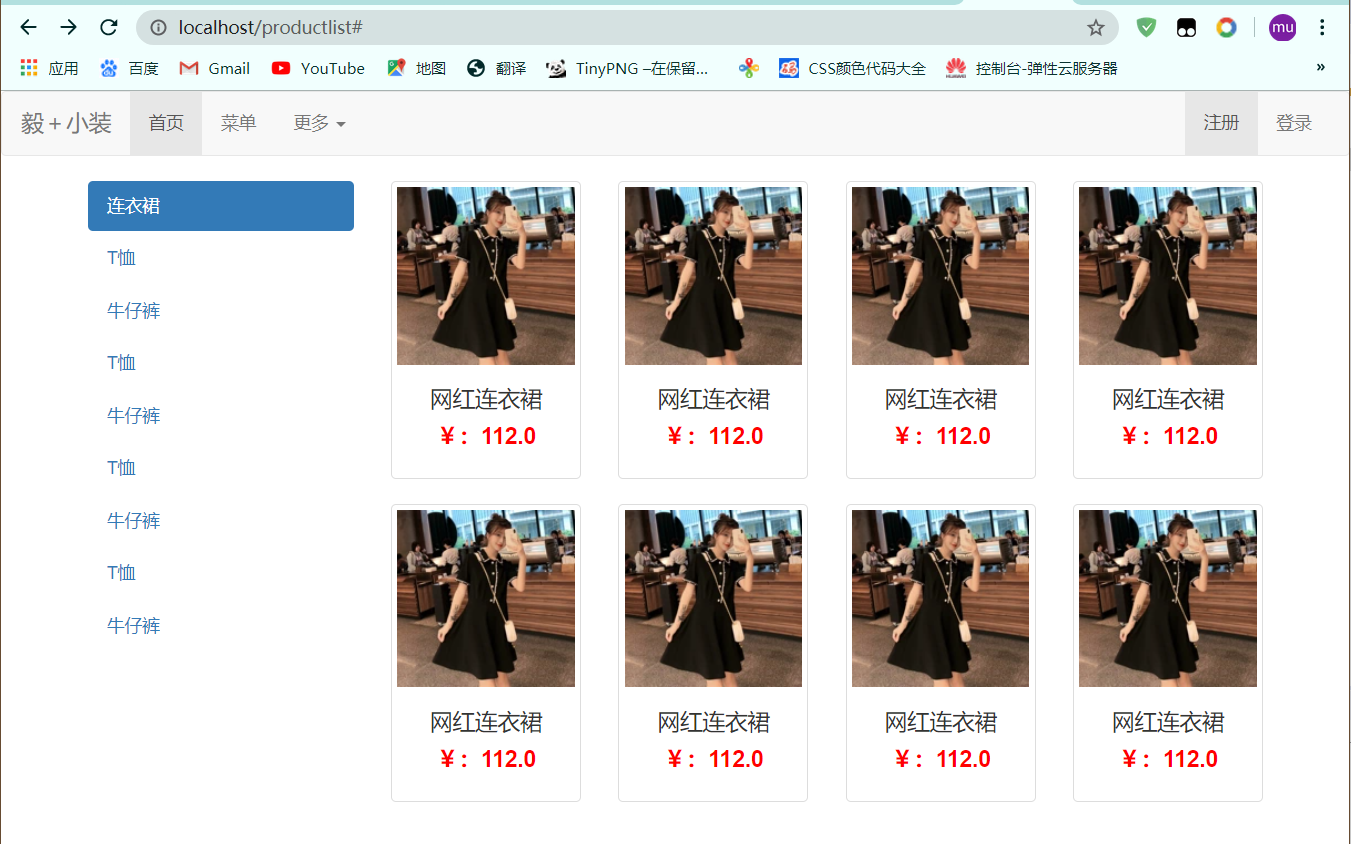 localhost/productlist#
mu
应用 百度 Gmail YouTube 地图 翻译 TinyPNG –在保留... CSS颜色代码大全 控制台-弹性云服务器 »
毅+小装 首页 菜单 更多 注册 登录
连衣裙
T恤
牛仔裤
T恤
牛仔裤
T恤
牛仔裤
T恤
牛仔裤
网红连衣裙 网红连衣裙 网红连衣裙 网红连衣裙
¥： 112.0 ¥： 112.0 ¥： 112.0 ¥： 112.0
网红连衣裙 网红连衣裙 网红连衣裙 网红连衣裙
¥： 112.0 ¥： 112.0 ¥： 112.0 ¥： 112.0